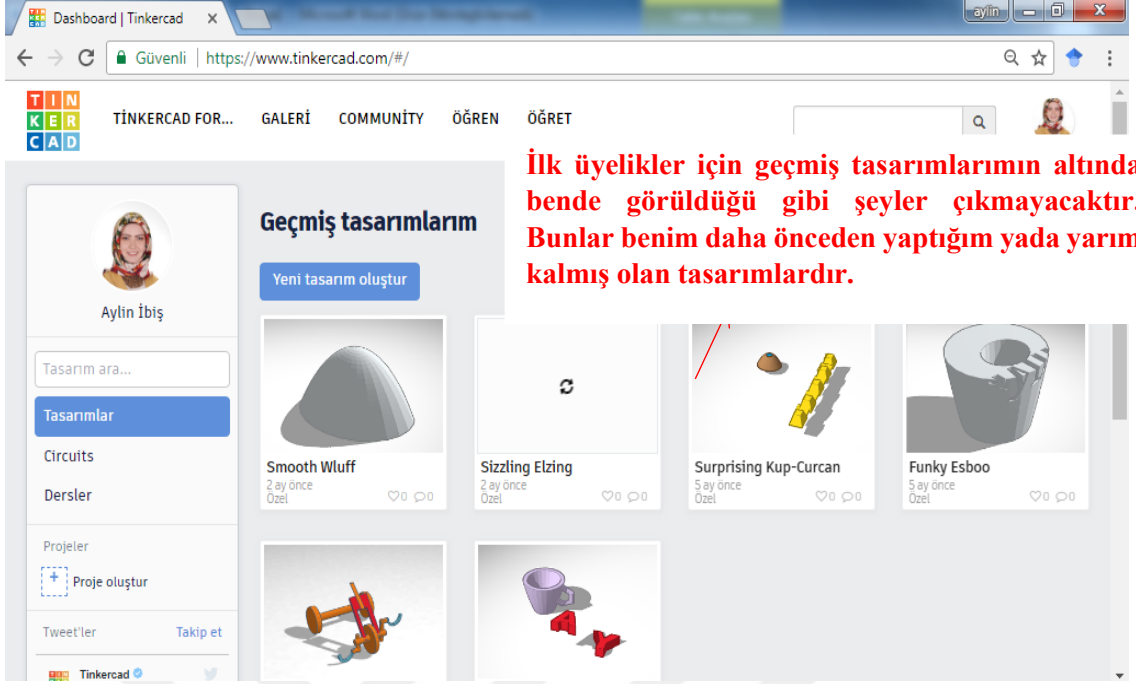 Dashboard | Tinkercad
aylin
Güvenli | https://www.tinkercad.com/#/
TIN
KER
CAD
TİNKERCAD FOR... GALERİ COMMUNİTY ÖĞREN ÖĞRET
İlk üyelikler için geçmiş tasarımlarımın altında
bende görüldüğü gibi şeyler çıkmayacaktır.
Bunlar benim daha önceden yaptığım yada yarım
kalmış olan tasarımlardır.
Aylin İbiş
Tasarım ara...
Tasarımlar
Circuits
Dersler
Projeler
+ Proje oluştur
Tweet'ler Takip et
Tinkercad
Geçmiş tasarımlarım
Yeni tasarım oluştur
Smooth Wluff
2 ay önce
Özel 0 0
Sizzling Elzing
2 ay önce
Özel 0 0
Surprising Kup-Curcan
5 ay önce
Özel 0 0
Funky Esboo
5 ay önce
Özel 0 0
A Y